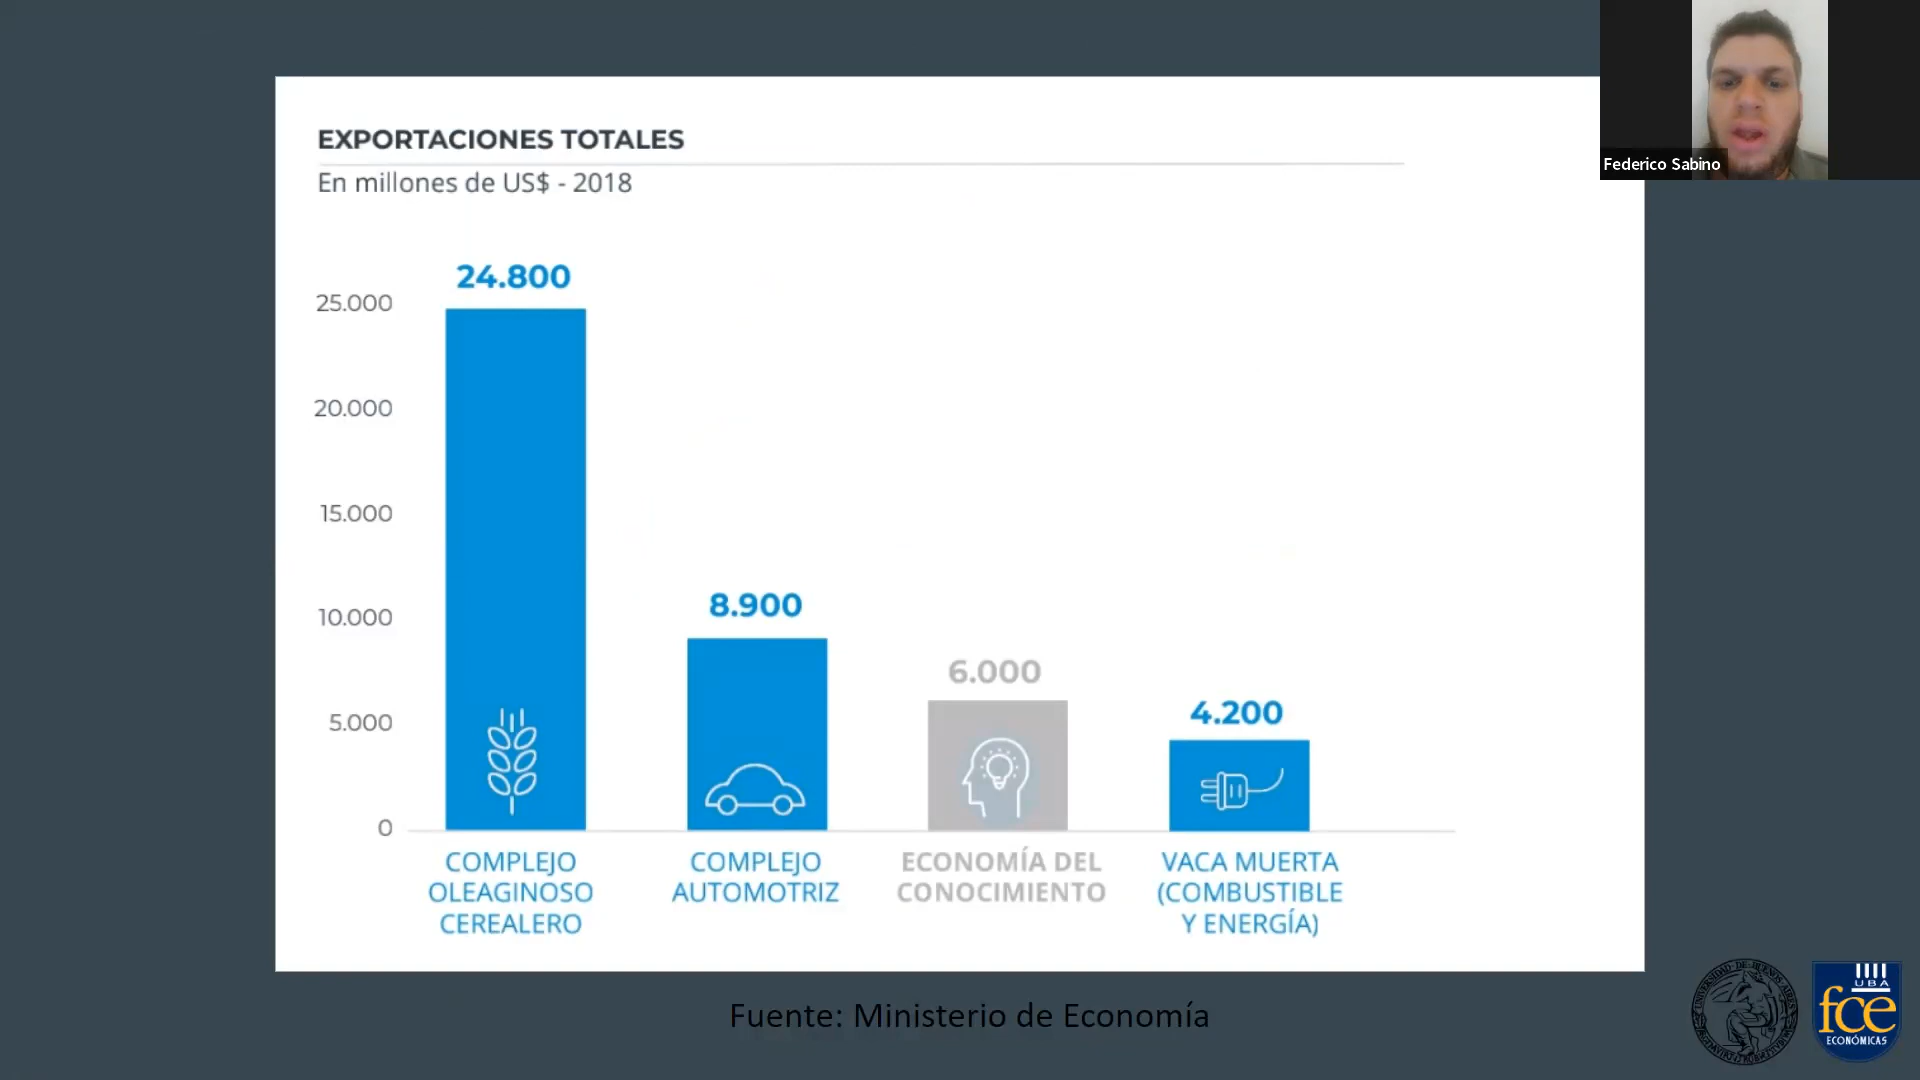 EXPORTACIONES TOTALES
En millones de US$ - 2018
Federico Sabino
24.800
25.000
20.000
15.000
10.000
5.000
0
8.900
6.000
4.200
COMPLEJO
OLEAGINOSO
CEREALERO
COMPLEJO
AUTOMOTRIZ
ECONOMÍA DEL
CONOCIMIENTO
VACA MUERTA
(COMBUSTIBLE
Y ENERGÍA)
Fuente: Ministerio de Economía
UBA
fce
ECONÓMICAS